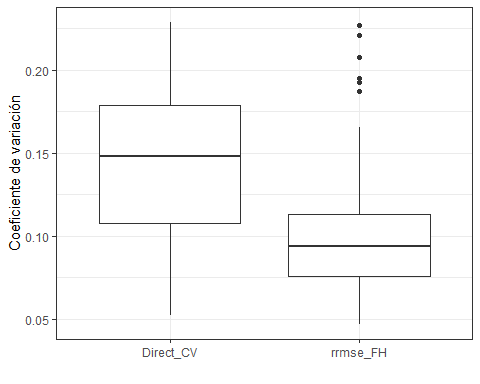 Coeficiente de variación
0.20
0.15
0.10
0.05
Direct_CV
rrmse_FH